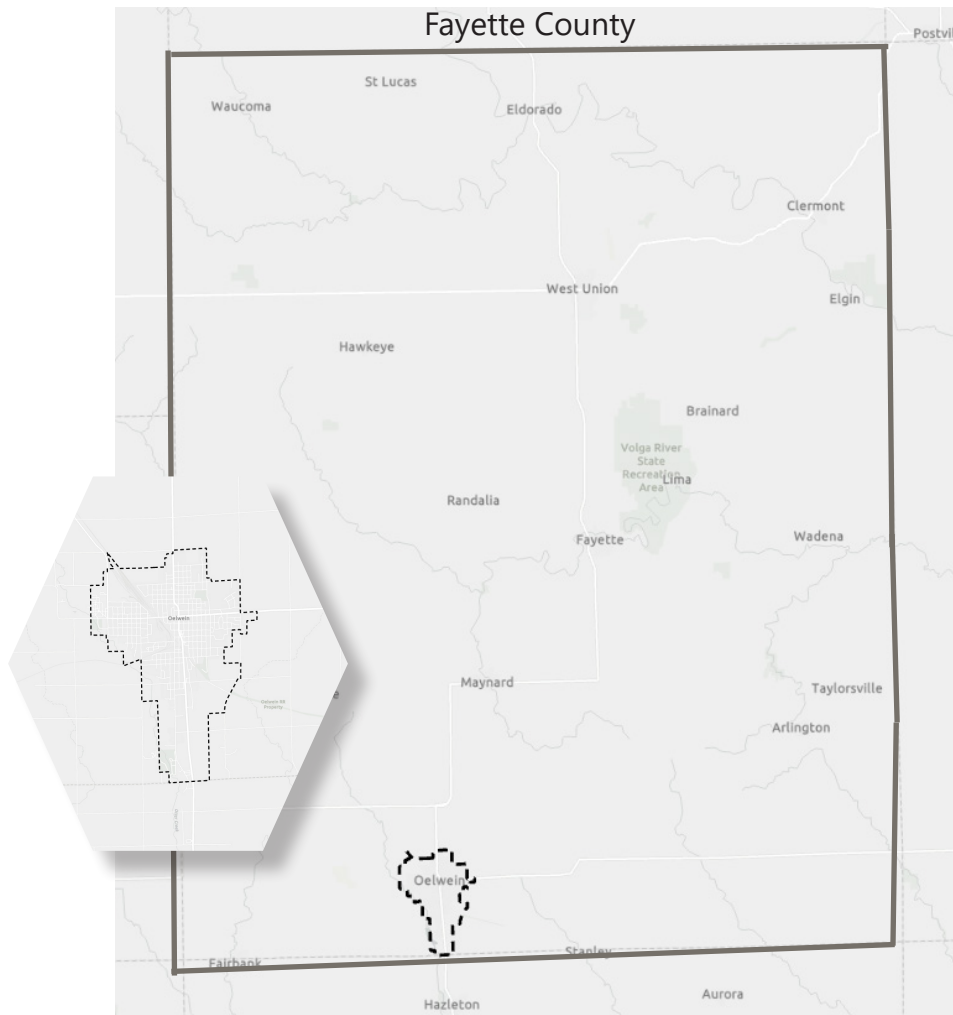 Fayette County
Postvi
St Lucas
Waucoma
Eldorado
Clermont
West Union
Elgin
Hawkeye
Brainard
Volga River
State
Recreation
Area
Lima
Randalia
Fayette
Wadena
Oelwein
Maynard
e
Taylorsville
Arlington
Oelwein
Stanley
Fairbank
Aurora
Hazleton